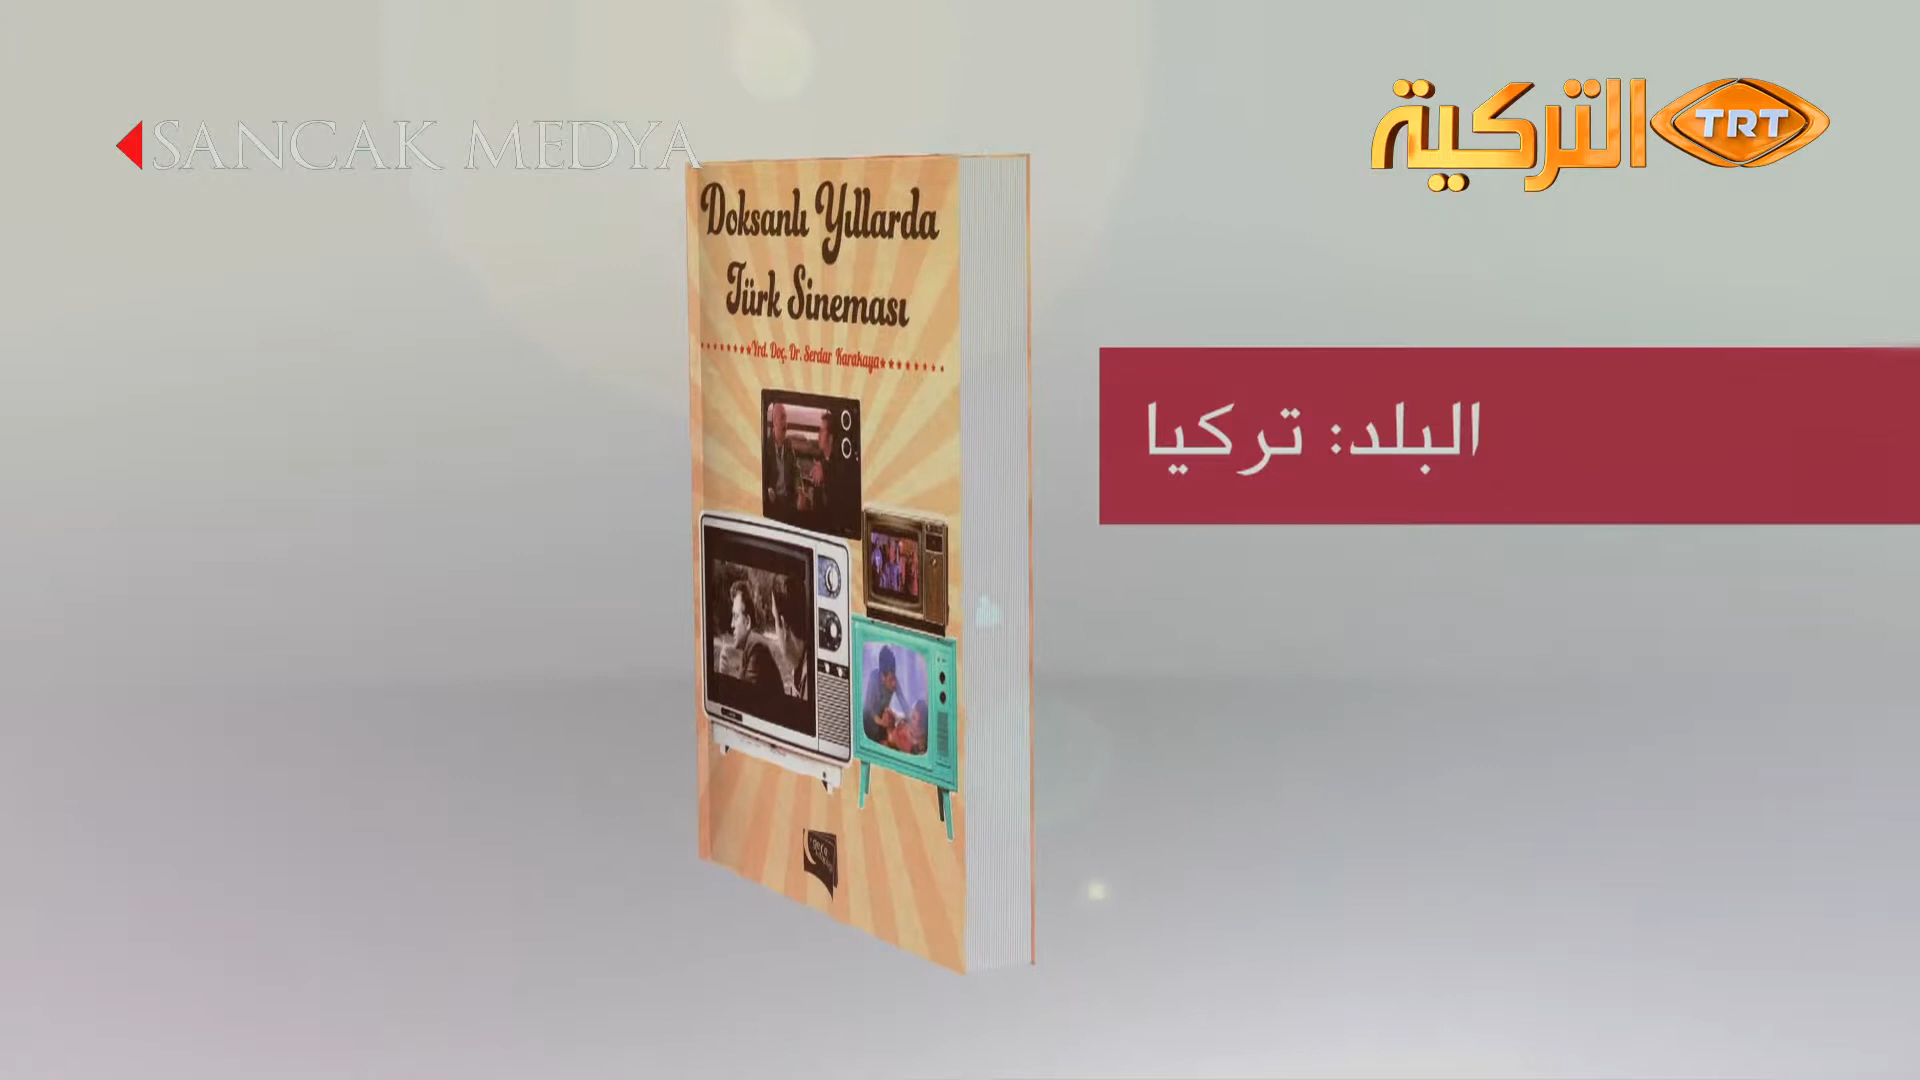 SANCAK MEDYA
التركية TRT
Doksanlı Yıllarda
Türk Sineması
Yrd. Doç. Dr. Serdar Karakaya
البلد: تركيا